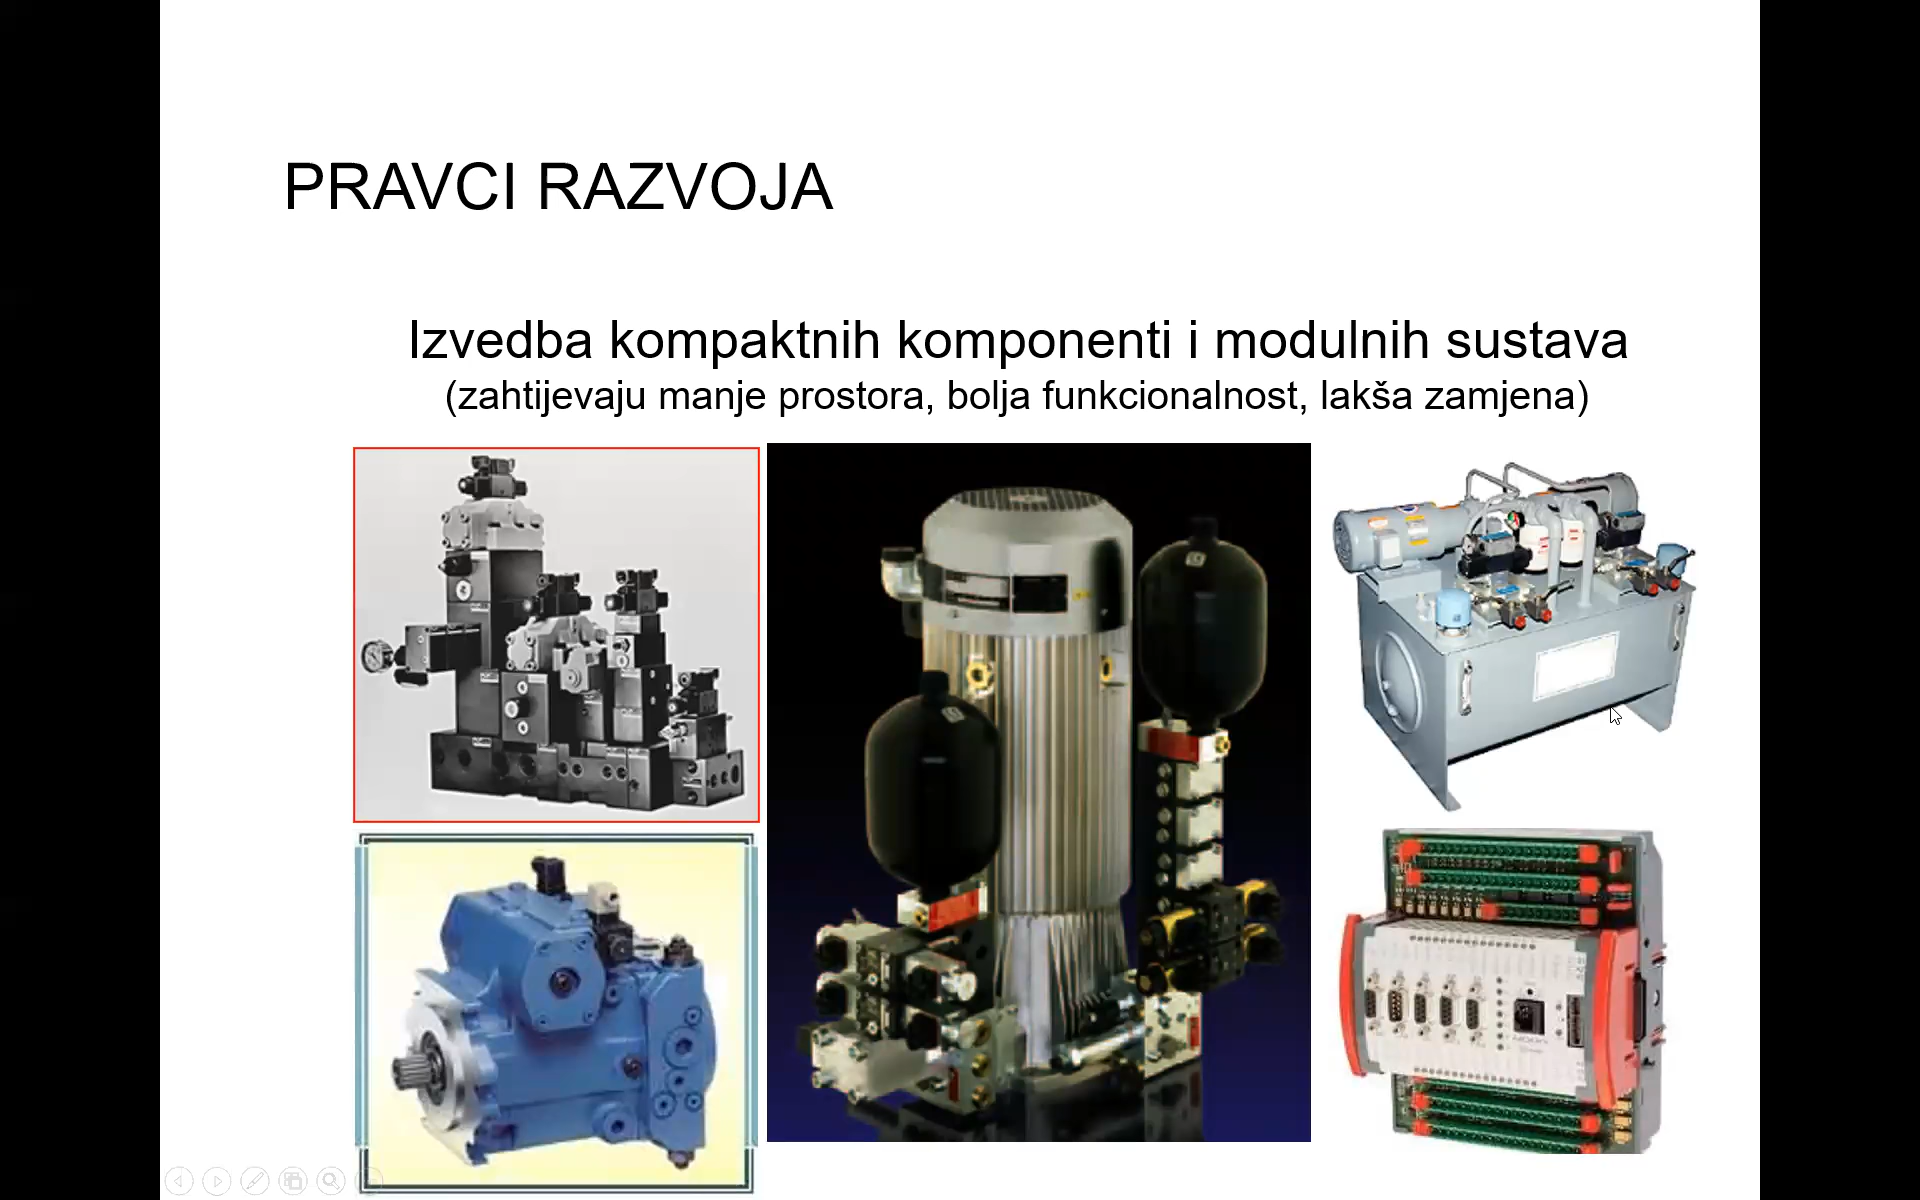 PRAVCI RAZVOJA
Izvedba kompaktnih komponenti i modulnih sustava
(zahtijevaju manje prostora, bolja funkcionalnost, lakša zamjena)